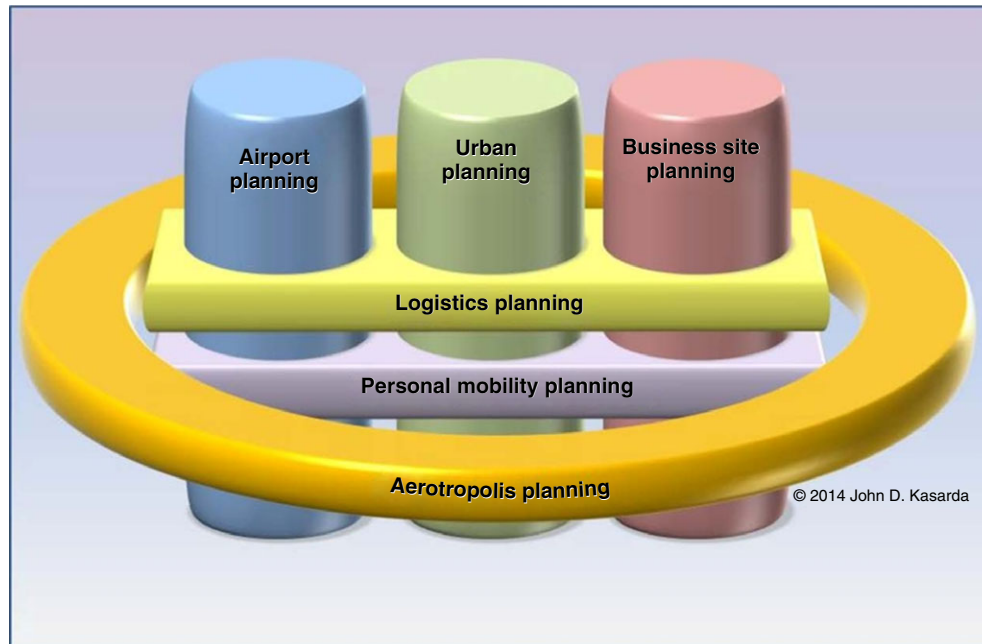 Airport
planning
Urban
planning
Business site
planning
Logistics planning
Personal mobility planning
Aerotropolis planning
© 2014 John D. Kasarda